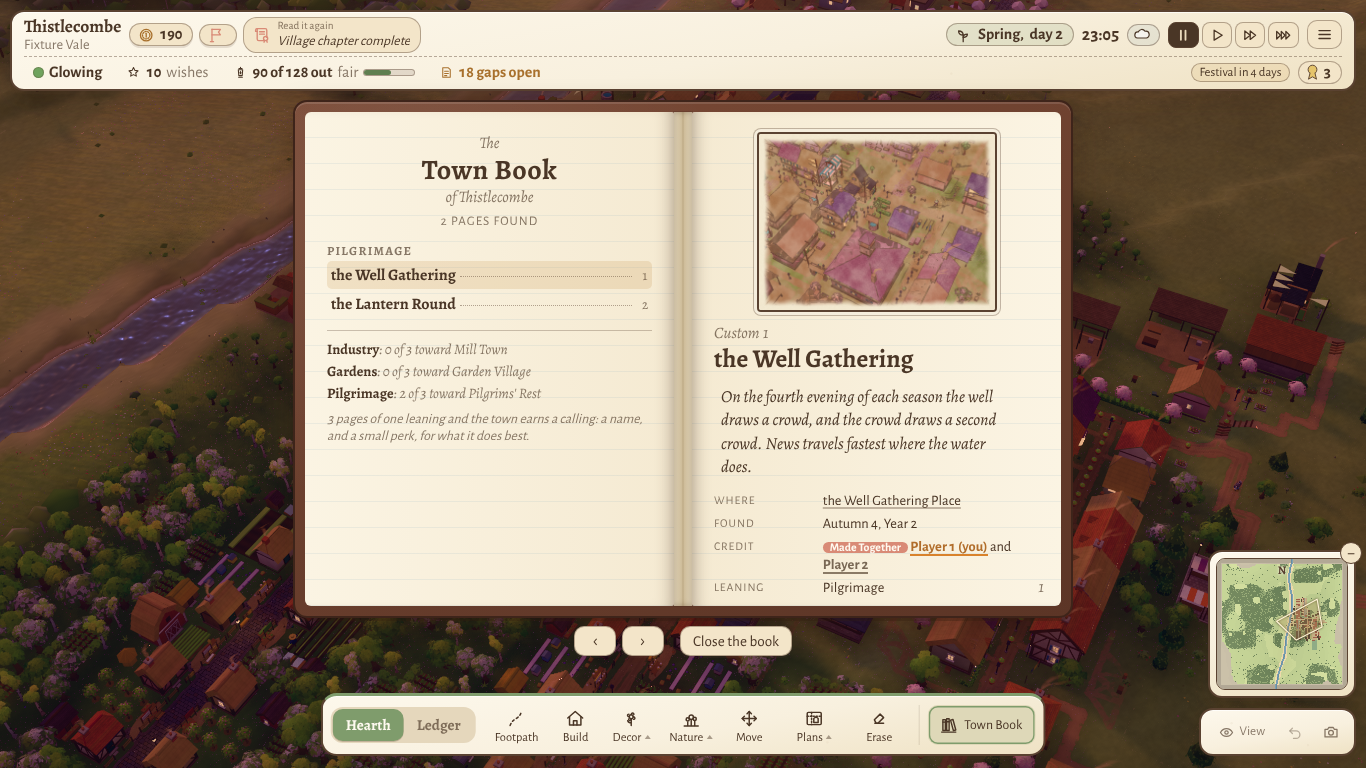 Thistlecombe
Fixture Vale
190
Read it again
Village chapter complete
Spring, day 2
23:05
Glowing
10 wishes
90 of 128 out fair
18 gaps open
Festival in 4 days
3
The
Town Book
of Thistlecombe
2 PAGES FOUND
PILGRIMAGE
the Well Gathering 1
the Lantern Round 2
Industry: 0 of 3 toward Mill Town
Gardens: 0 of 3 toward Garden Village
Pilgrimage: 2 of 3 toward Pilgrims' Rest
3 pages of one leaning and the town earns a calling: a name,
and a small perk, for what it does best.
Custom 1
the Well Gathering
On the fourth evening of each season the well
draws a crowd, and the crowd draws a second
crowd. News travels fastest where the water
does.
WHERE the Well Gathering Place
FOUND Autumn 4, Year 2
CREDIT Made Together Player 1 (you) and
Player 2
LEANING Pilgrimage
1
‹ › Close the book
N
Hearth
Ledger
Footpath
Build
Decor
Nature
Move
Plans
Erase
Town Book
View